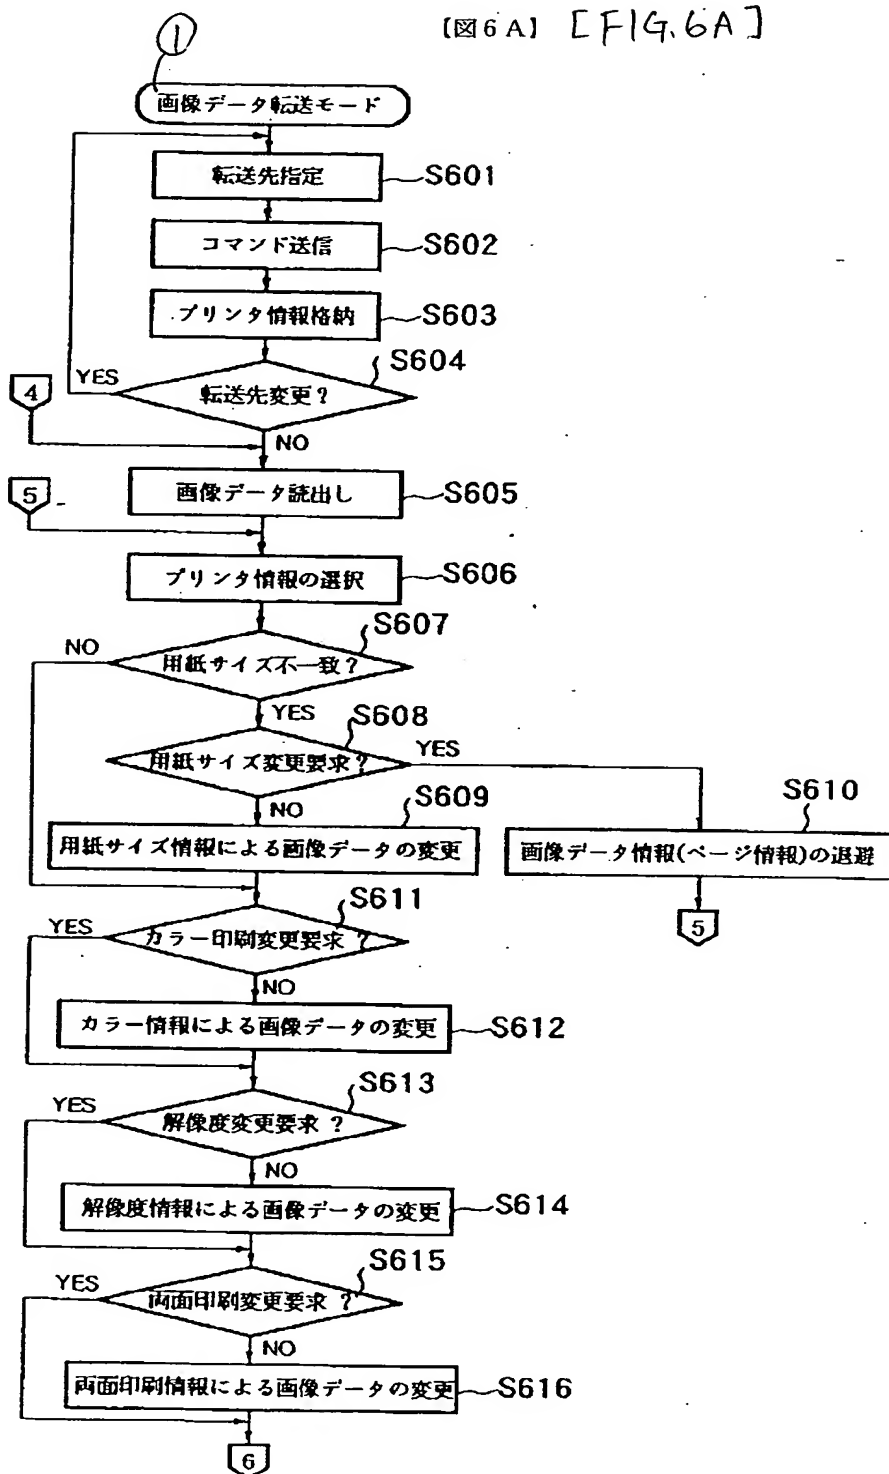 【図6A】 [FIG.6A]
①
画像データ転送モード
転送先指定 S601
コマンド送信 S602
プリンタ情報格納 S603
S604
YES
転送先変更?
4
NO
画像データ読出し S605
5
プリンタ情報の選択 S606
S607
NO
用紙サイズ不一致?
YES
S608
用紙サイズ変更要求?
YES
NO
S609
S610
用紙サイズ情報による画像データの変更
画像データ情報(ページ情報)の退避
5
S611
YES
カラー印刷変更要求 ?
NO
カラー情報による画像データの変更 S612
S613
YES
解像度変更要求 ?
NO
解像度情報による画像データの変更 S614
S615
YES
両面印刷変更要求 ?
NO
両面印刷情報による画像データの変更 S616
6